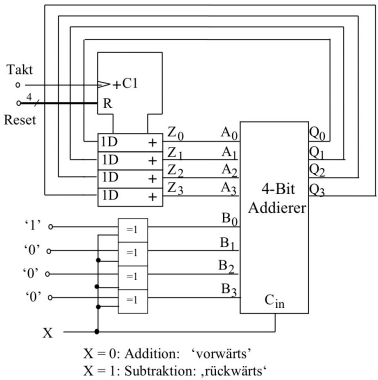 Takt
+C1
4
R
Reset
1D + Z0 A0 Q0
1D + Z1 A1 Q1
1D + Z2 A2 Q2
1D + Z3 A3 Q3
4-Bit
Addierer
‘1’ =1 B0
‘0’ =1 B1
‘0’ =1 B2
‘0’ =1 B3
Cin
X
X = 0: Addition: ‘vorwärts’
X = 1: Subtraktion: ‚rückwärts‘